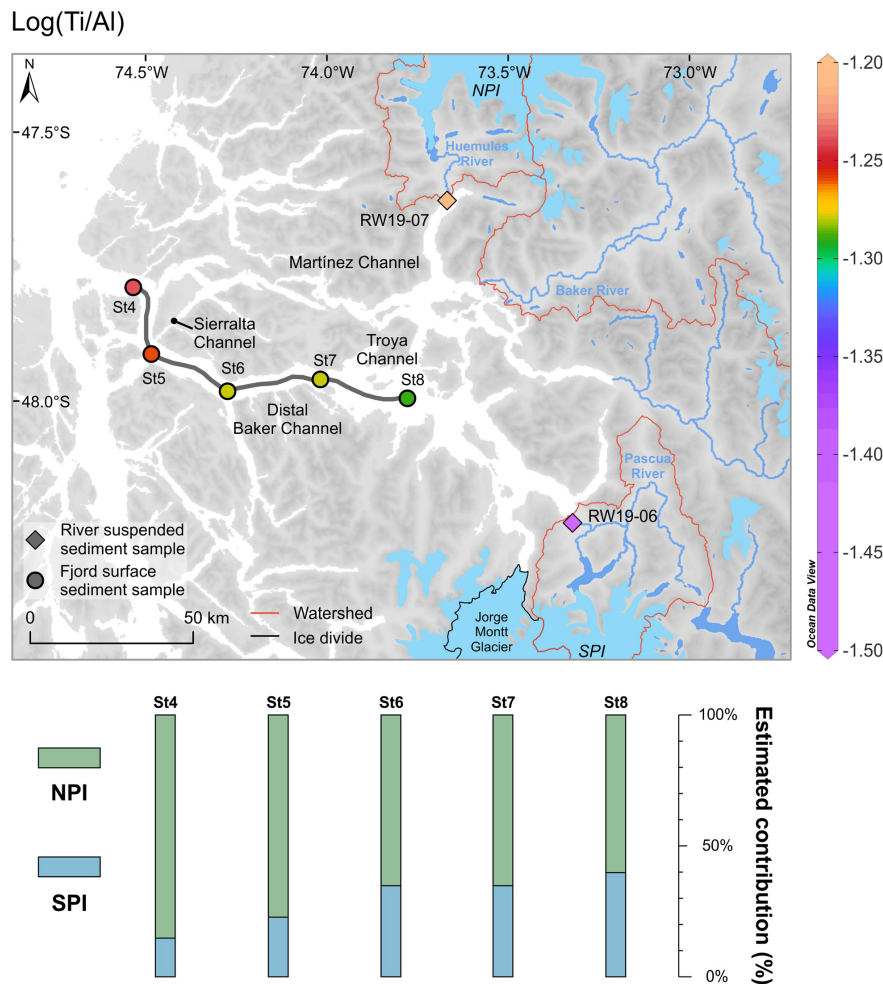 Log(Ti/Al)
N
74.5°W
74.0°W
73.5°W
73.0°W
NPI
47.5°S
Huemules
River
RW19-07
Martínez Channel
Baker River
St4
Sierralta
Channel
Troya
Channel
St5
St6
St7
St8
48.0°S
Distal
Baker Channel
Pascua
River
RW19-06
River suspended
sediment sample
Fjord surface
sediment sample
0
50 km
Watershed
Ice divide
Jorge
Montt
Glacier
SPI
-1.20
-1.25
-1.30
-1.35
-1.40
-1.45
-1.50
Ocean Data View
St4
St5
St6
St7
St8
NPI
SPI
100%
50%
0%
Estimated contribution (%)